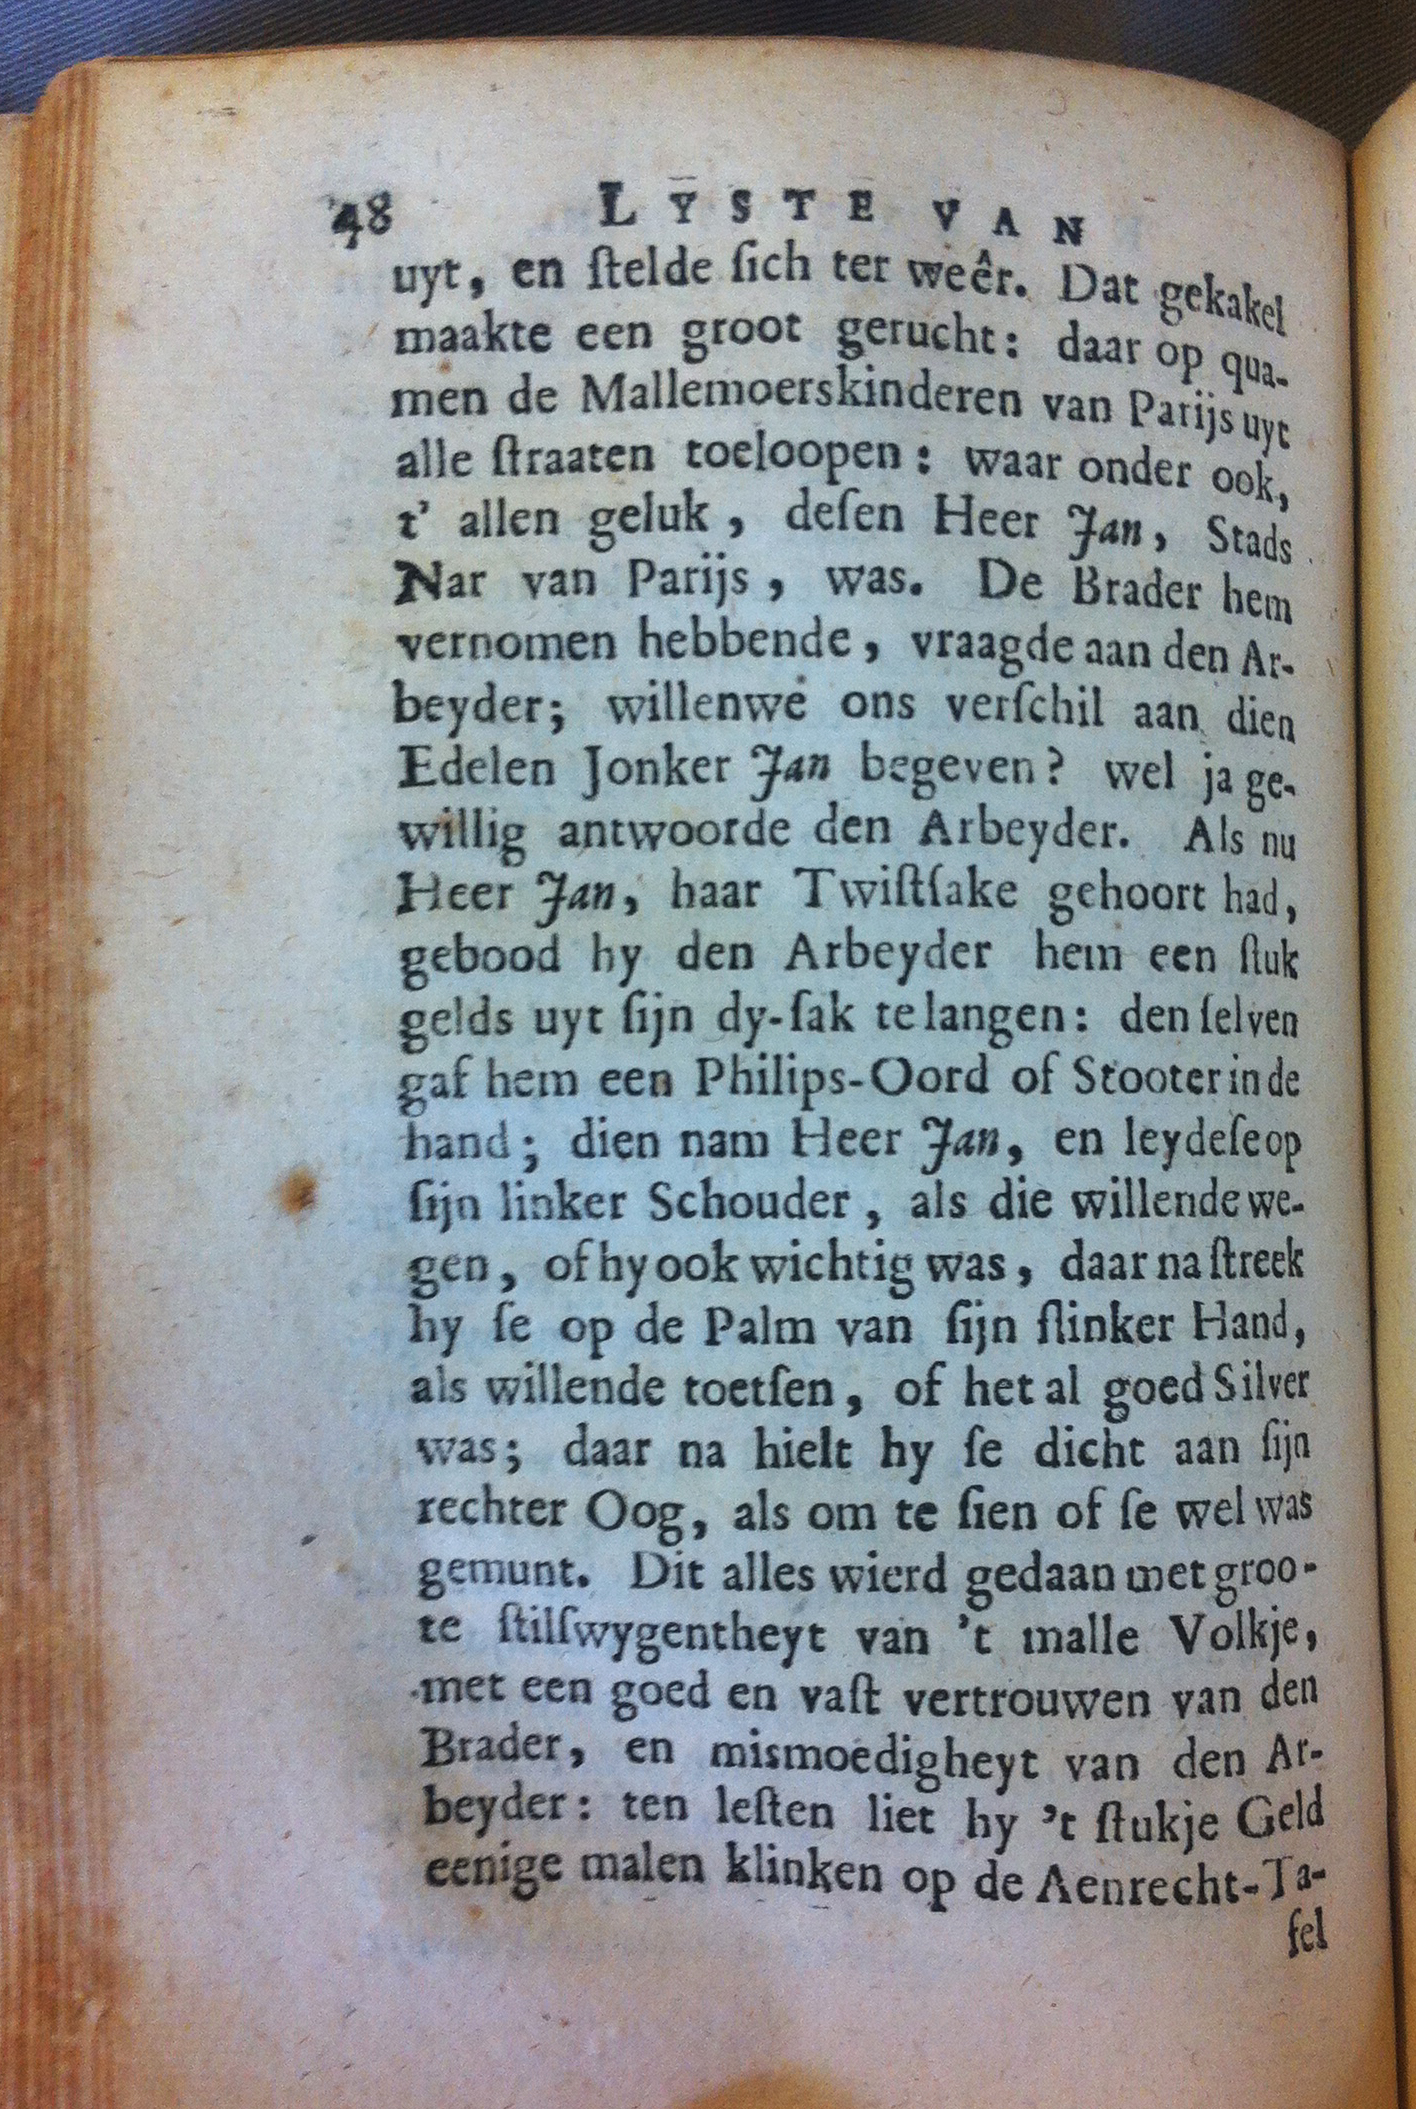 48 LYSTE VAN
uyt, en ſtelde ſich ter weêr. Dat gekakel
maakte een groot gerucht: daar op qua-
men de Mallemoerskinderen van Parijs uyt
alle ſtraaten toeloopen: waar onder ook,
t' allen geluk, deſen Heer Jan, Stads
Nar van Parijs, was. De Brader hem
vernomen hebbende, vraagde aan den Ar-
beyder; willenwe ons verſchil aan dien
Edelen Jonker Jan begeven? wel ja ge-
willig antwoorde den Arbeyder. Als nu
Heer Jan, haar Twiſtſake gehoort had,
gebood hy den Arbeyder hem een ſtuk
gelds uyt ſijn dy-ſak te langen: den ſelven
gaf hem een Philips-Oord of Stooter in de
hand; dien nam Heer Jan, en leydeſe op
ſijn linker Schouder, als die willende we-
gen, of hy ook wichtig was, daar na ſtreek
hy ſe op de Palm van ſijn ſlinker Hand,
als willende toetſen, of het al goed Silver
was; daar na hielt hy ſe dicht aan ſijn
rechter Oog, als om te ſien of ſe wel was
gemunt. Dit alles wierd gedaan met groo-
te ſtilſwygentheyt van 't malle Volkje,
met een goed en vaſt vertrouwen van den
Brader, en mismoedigheyt van den Ar-
beyder: ten leſten liet hy 't ſtukje Geld
eenige malen klinken op de Aenrecht-Ta-
fel